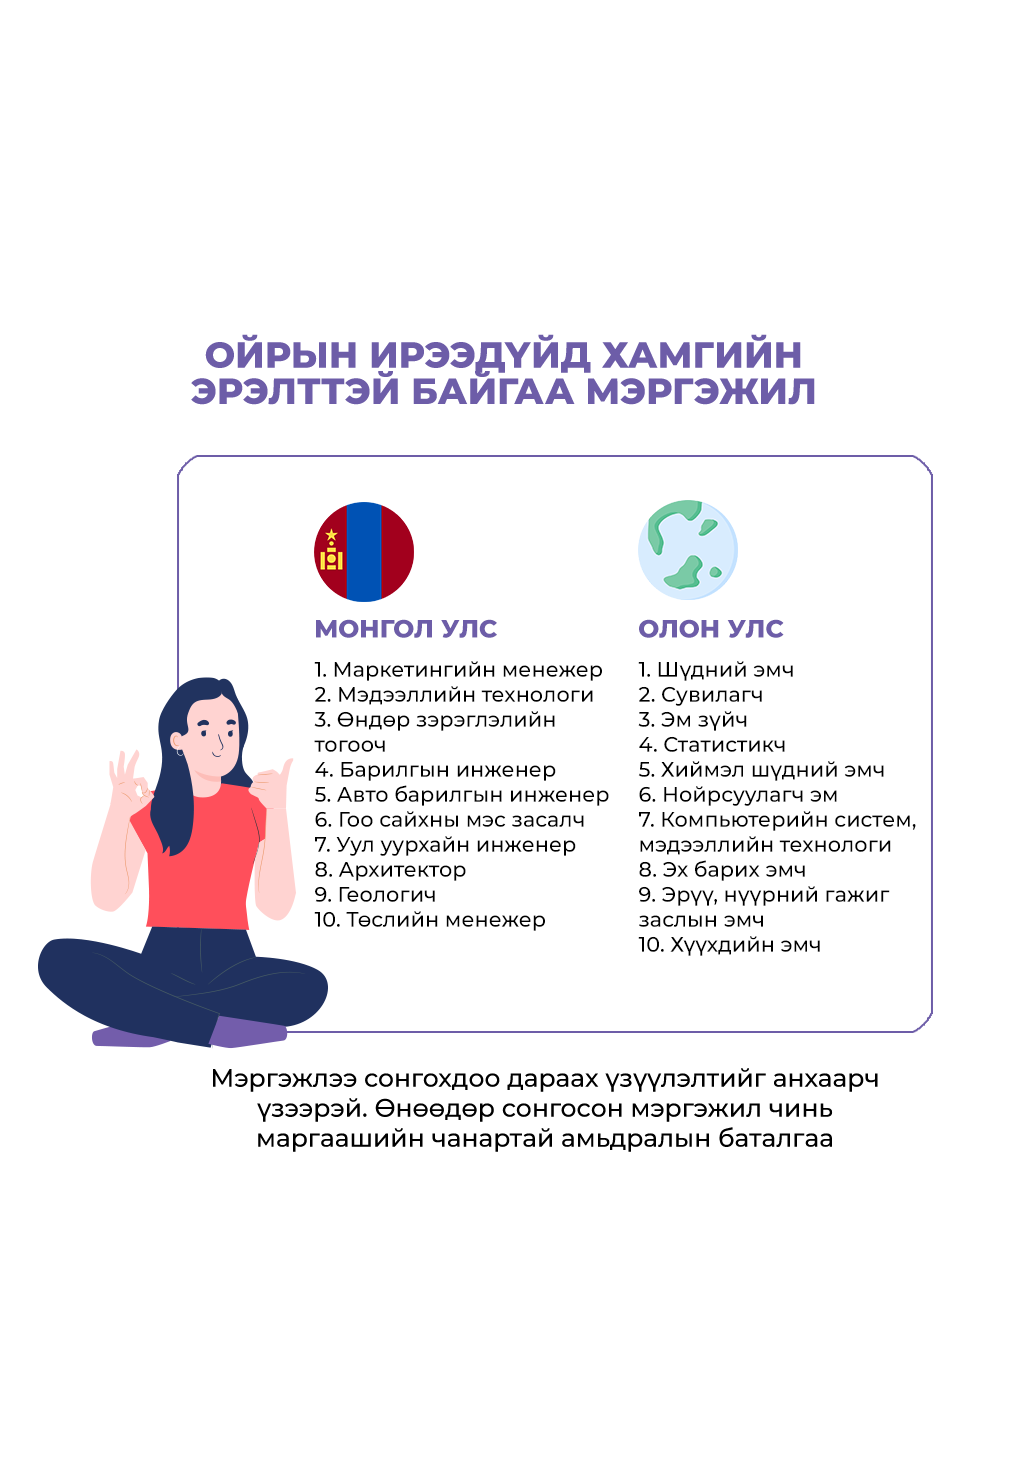 ОЙРЫН ИРЭЭДҮЙД ХАМГИЙН
ЭРЭЛТТЭЙ БАЙГАА МЭРГЭЖИЛ
МОНГОЛ УЛС
1. Маркетингийн менежер
2. Мэдээллийн технологи
3. Өндөр зэрэглэлийн
тогооч
4. Барилгын инженер
5. Авто барилгын инженер
6. Гоо сайхны мэс засалч
7. Уул уурхайн инженер
8. Архитектор
9. Геологич
10. Төслийн менежер
ОЛОН УЛС
1. Шүдний эмч
2. Сувилагч
3. Эм зүйч
4. Статистикч
5. Хиймэл шүдний эмч
6. Нойрсуулагч эм
7. Компьютерийн систем,
мэдээллийн технологи
8. Эх барих эмч
9. Эрүү, нүүрний гажиг
заслын эмч
10. Хүүхдийн эмч
Мэргэжлээ сонгохдоо дараах үзүүлэлтийг анхаарч
үзээрэй. Өнөөдөр сонгосон мэргэжил чинь
маргаашийн чанартай амьдралын баталгаа